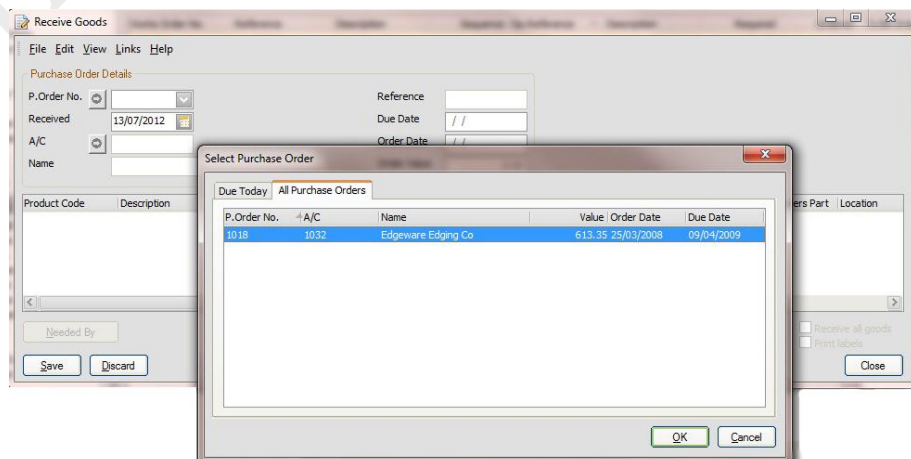 Receive Goods
File Edit View Links Help
Purchase Order Details
P.Order No.
Reference
Received 13/07/2012
Due Date / /
A/C
Order Date / /
Name
Product Code Description
ers Part Location
Select Purchase Order
Due Today All Purchase Orders
P.Order No. A/C Name Value Order Date Due Date
1018 1032 Edgeware Edging Co 613.35 25/03/2008 09/04/2009
OK Cancel
Needed By
Receive all goods
Print labels
Save Discard
Close